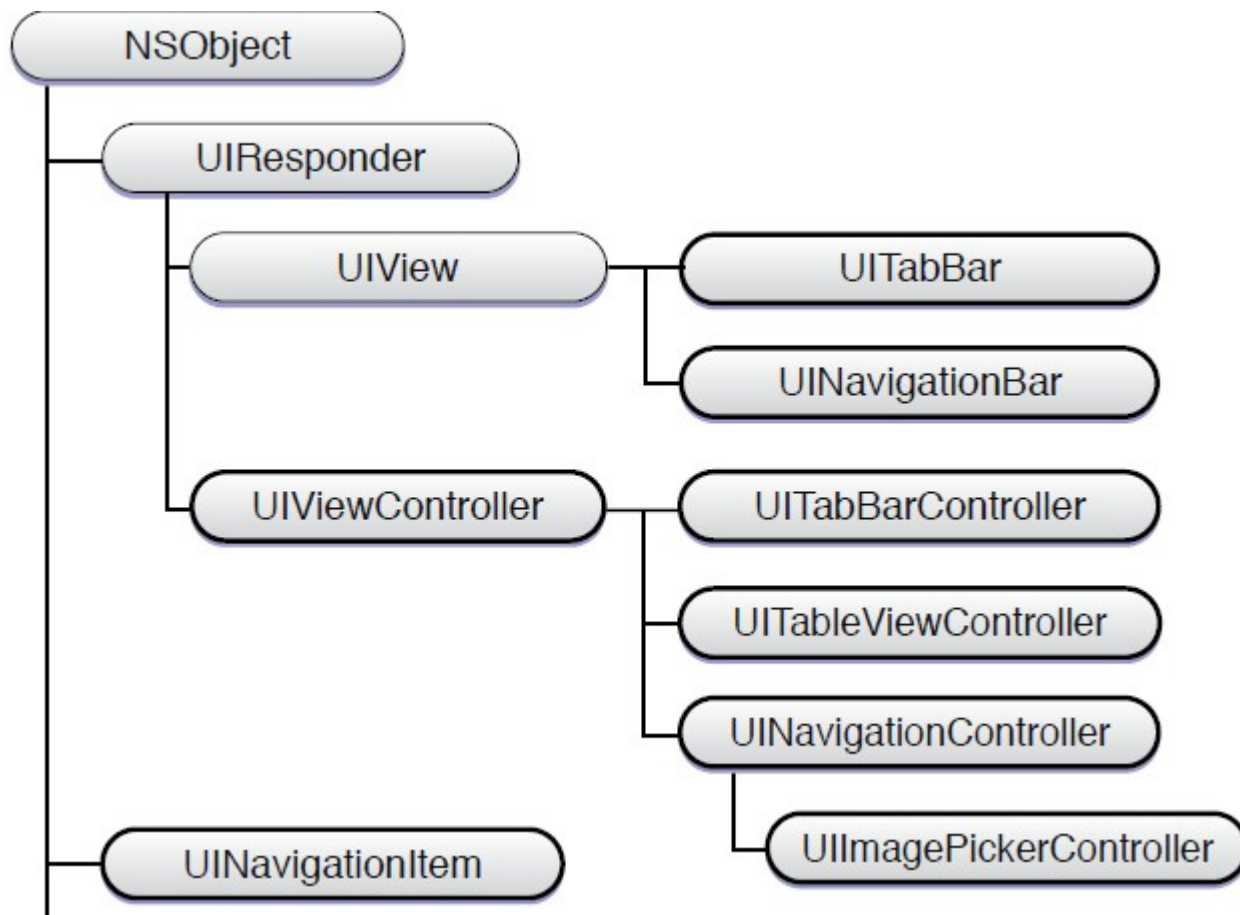 NSObject
UIResponder
UIView
UITabBar
UINavigationBar
UIViewController
UITabBarController
UITableViewController
UINavigationController
UIImagePickerController
UINavigationItem